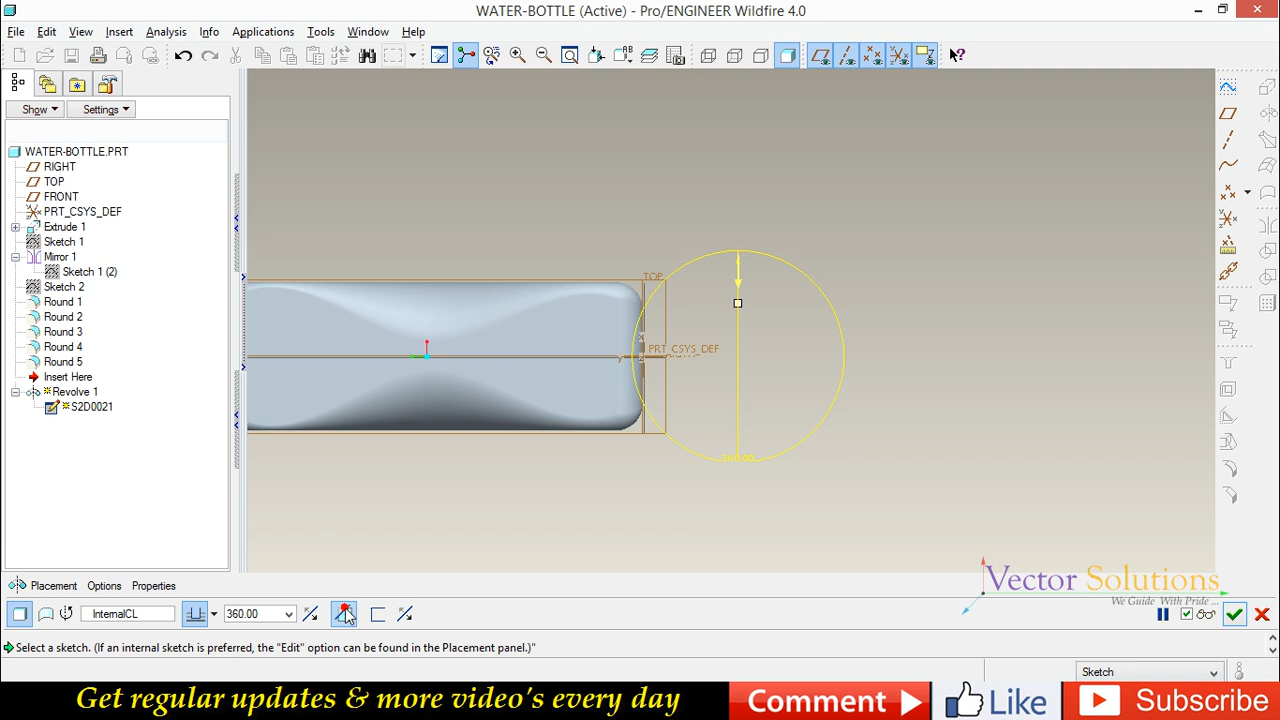 WATER-BOTTLE (Active) - Pro/ENGINEER Wildfire 4.0
File Edit View Insert Analysis Info Applications Tools Window Help
Show Settings
WATER-BOTTLE.PRT
RIGHT
TOP
FRONT
PRT_CSYS_DEF
Extrude 1
Sketch 1
Mirror 1
Sketch 1 (2)
Sketch 2
Round 1
Round 2
Round 3
Round 4
Round 5
Insert Here
Revolve 1
S2D0021
TOP
PRT_CSYS_DEF
360.00
Vector Solutions
We Guide With Pride ...
Placement Options Properties
InternalCL 360.00
Select a sketch. (If an internal sketch is preferred, the "Edit" option can be found in the Placement panel.)"
Sketch
Get regular updates & more video's every day
Comment Like Subscribe